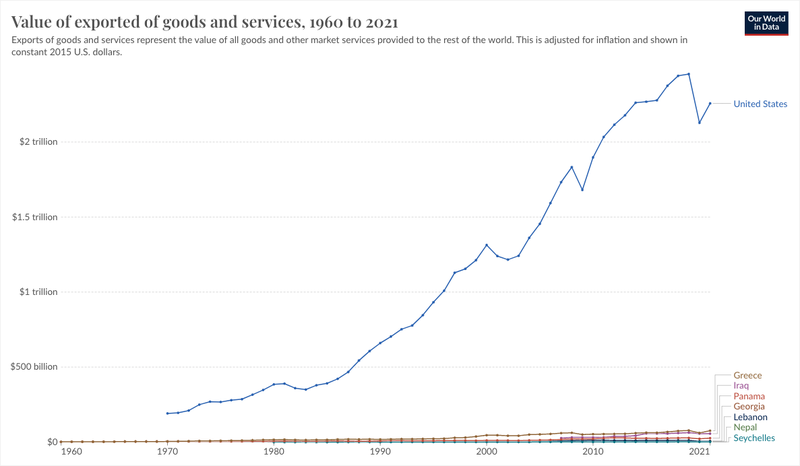 Value of exported of goods and services, 1960 to 2021
Our World
in Data
Exports of goods and services represent the value of all goods and other market services provided to the rest of the world. This is adjusted for inflation and shown in
constant 2015 U.S. dollars.
United States
$2 trillion
$1.5 trillion
$1 trillion
$500 billion
$0
Greece
Iraq
Panama
Georgia
Lebanon
Nepal
Seychelles
1960
1970
1980
1990
2000
2010
2021